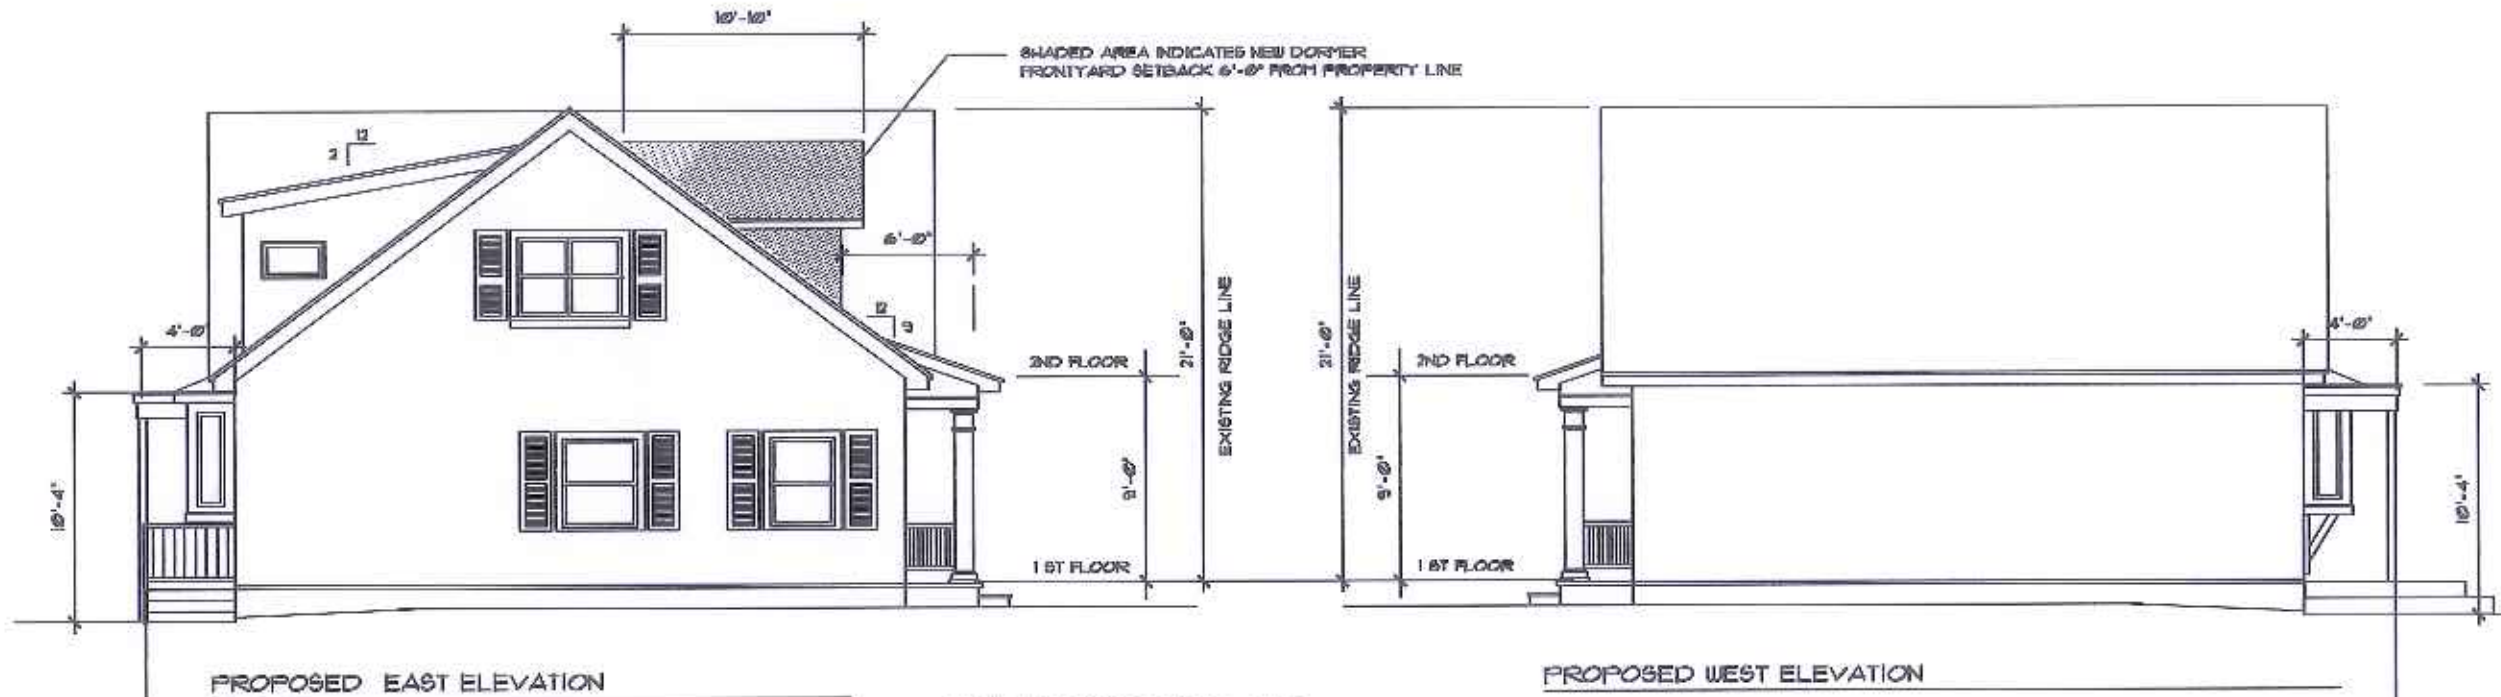 10'-10"
SHADED AREA INDICATES NEW DORMER
FRONTYARD SETBACK 6'-0" FROM PROPERTY LINE
12
6'-0"
12
4'-0"
2ND FLOOR
21'-0"
EXISTING RIDGE LINE
9'-0"
10'-4"
1ST FLOOR
PROPOSED EAST ELEVATION
21'-0"
EXISTING RIDGE LINE
4'-0"
2ND FLOOR
9'-0"
10'-4"
1ST FLOOR
PROPOSED WEST ELEVATION